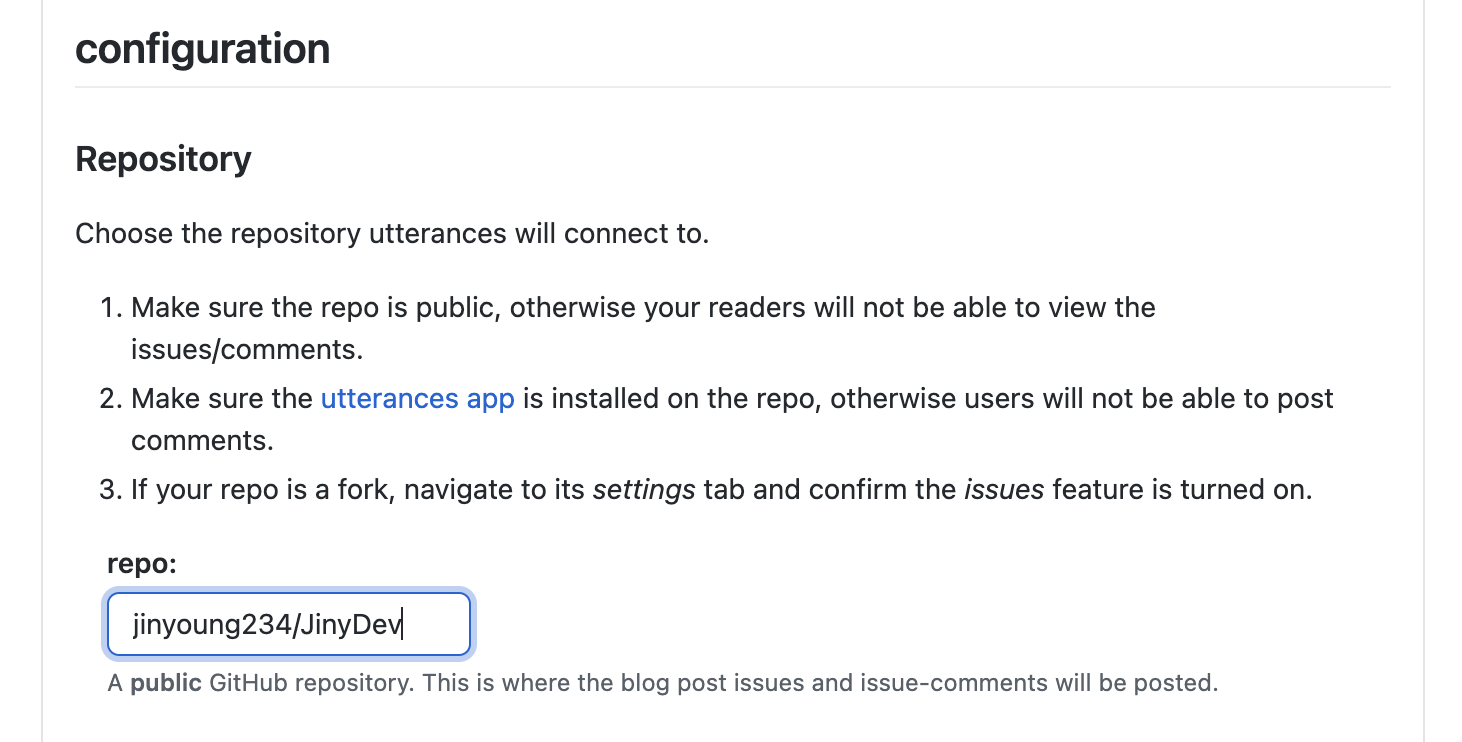 configuration
Repository
Choose the repository utterances will connect to.
1. Make sure the repo is public, otherwise your readers will not be able to view the
issues/comments.
2. Make sure the utterances app is installed on the repo, otherwise users will not be able to post
comments.
3. If your repo is a fork, navigate to its settings tab and confirm the issues feature is turned on.
repo:
jinyoung234/JinyDev
A public GitHub repository. This is where the blog post issues and issue-comments will be posted.